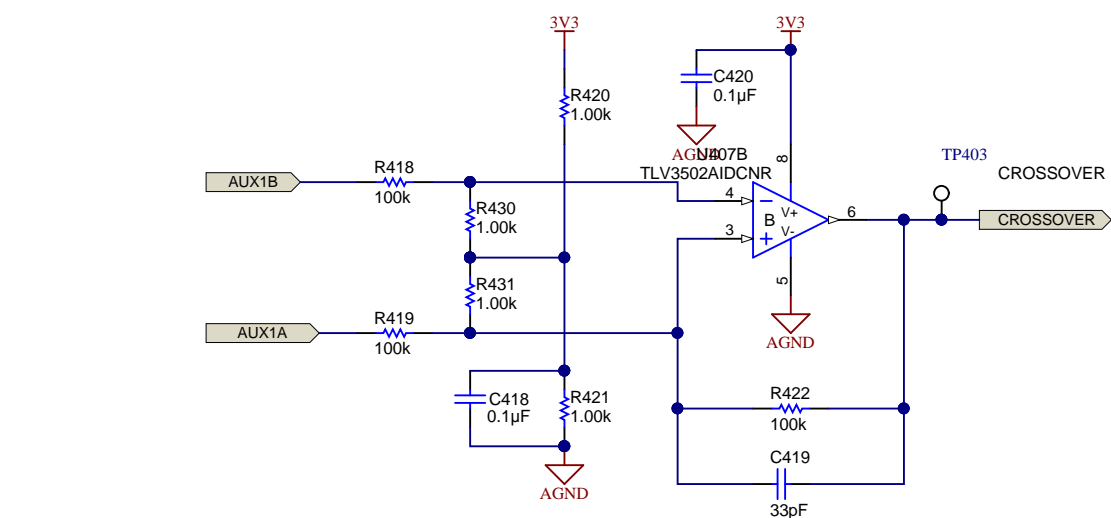 3V3
3V3
R420
1.00k
C420
0.1µF
AGND
U407B
TLV3502AIDCNR
8
TP403
CROSSOVER
R418
AUX1B
100k
4
R430
1.00k
B
V+
V-
6
CROSSOVER
3
5
R431
1.00k
R419
AUX1A
100k
AGND
C418
0.1µF
R421
1.00k
R422
100k
C419
33pF
AGND